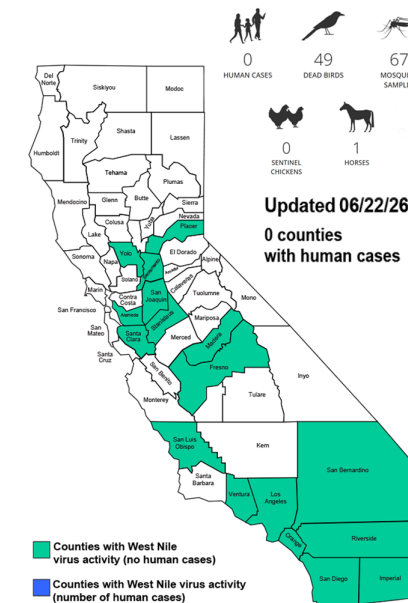 0
HUMAN CASES
49
DEAD BIRDS
67
MOSQUI
SAMPL
0
SENTINEL
CHICKENS
1
HORSES
Updated 06/22/26
0 counties
with human cases
Del
Norte
Siskiyou
Modoc
Humboldt
Trinity
Shasta
Lassen
Tehama
Plumas
Mendocino
Glenn
Butte
Sierra
Colusa
Yuba
Nevada
Placer
Lake
Sonoma
Napa
Yolo
El Dorado
Alpine
Solano
Marin
Contra
Costa
San
Joaquin
Calaveras
Tuolumne
Mono
San Francisco
Alameda
Stanislaus
Mariposa
San
Mateo
Santa
Clara
Merced
Madera
Santa
Cruz
San Benito
Fresno
Inyo
Monterey
Tulare
San Luis
Obispo
Kern
San Bernardino
Santa
Barbara
Ventura
Los
Angeles
Orange
Riverside
San Diego
Imperial
Counties with West Nile
virus activity (no human cases)
Counties with West Nile virus activity
(number of human cases)